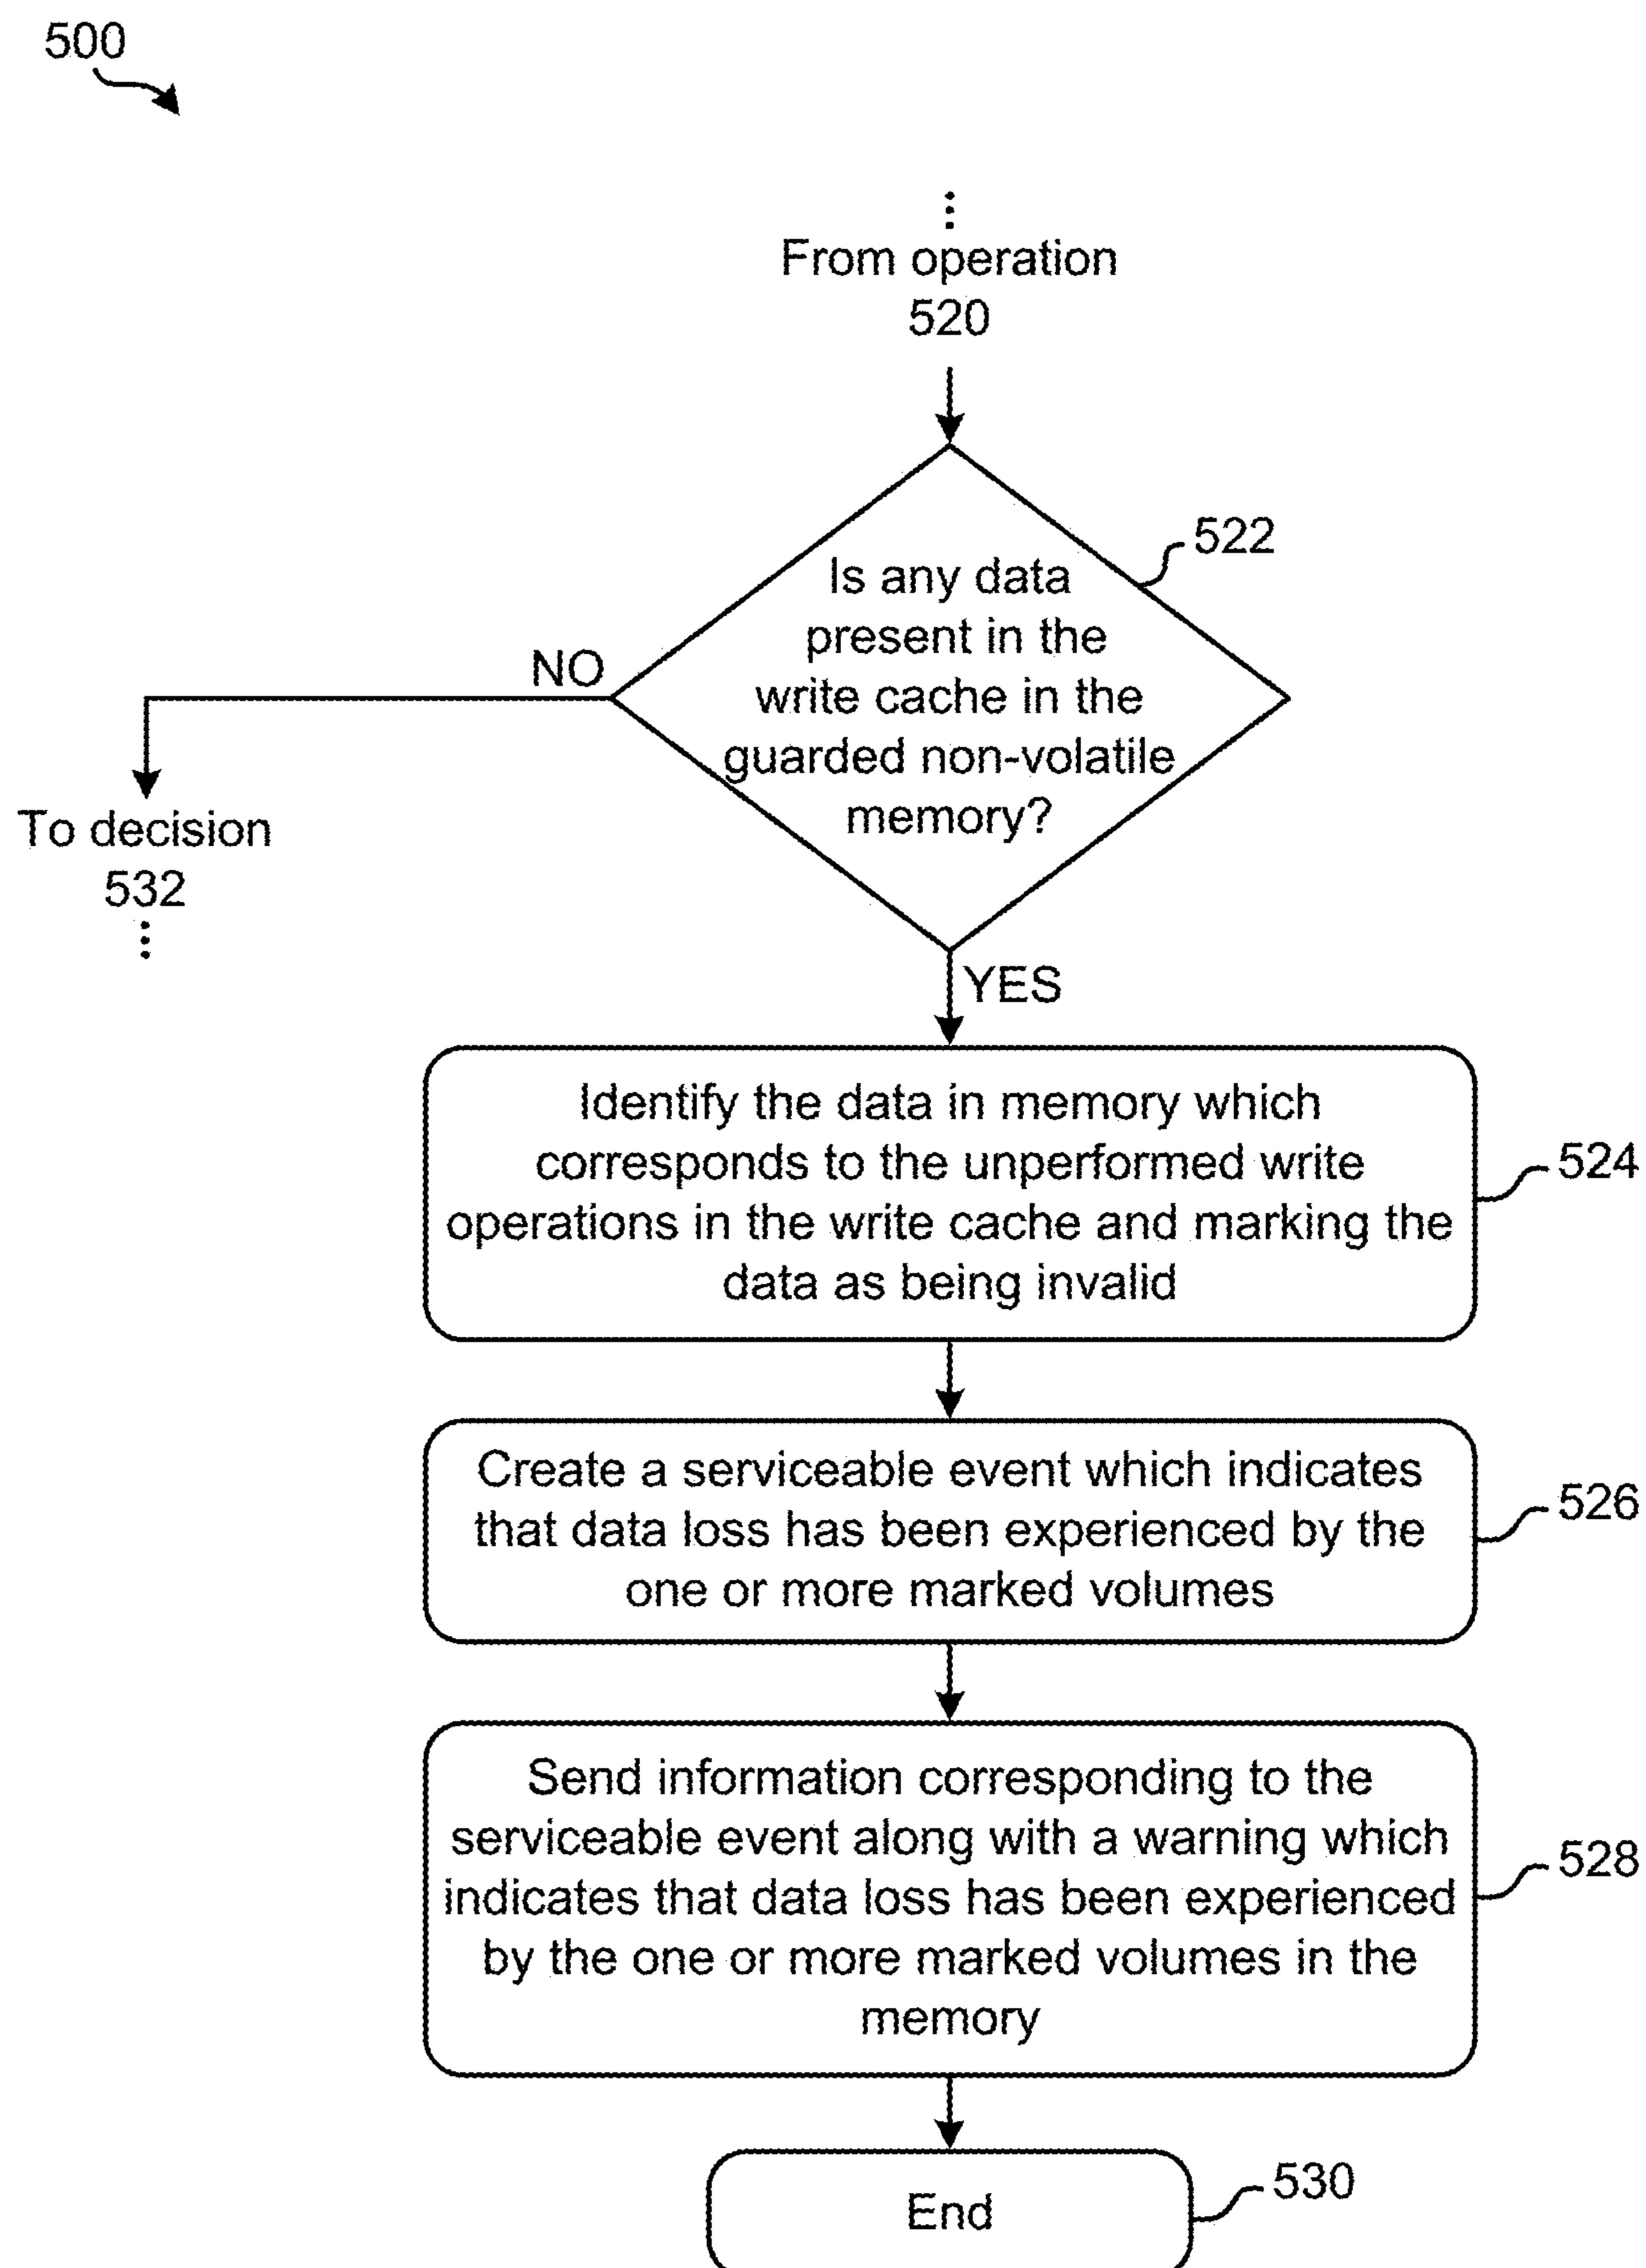 500
⋮
From operation
520
522
Is any data
present in the
write cache in the
guarded non-volatile
memory?
NO
To decision
532
⋮
YES
Identify the data in memory which
corresponds to the unperformed write
operations in the write cache and marking the
data as being invalid
524
Create a serviceable event which indicates
that data loss has been experienced by the
one or more marked volumes
526
Send information corresponding to the
serviceable event along with a warning which
indicates that data loss has been experienced
by the one or more marked volumes in the
memory
528
End
530